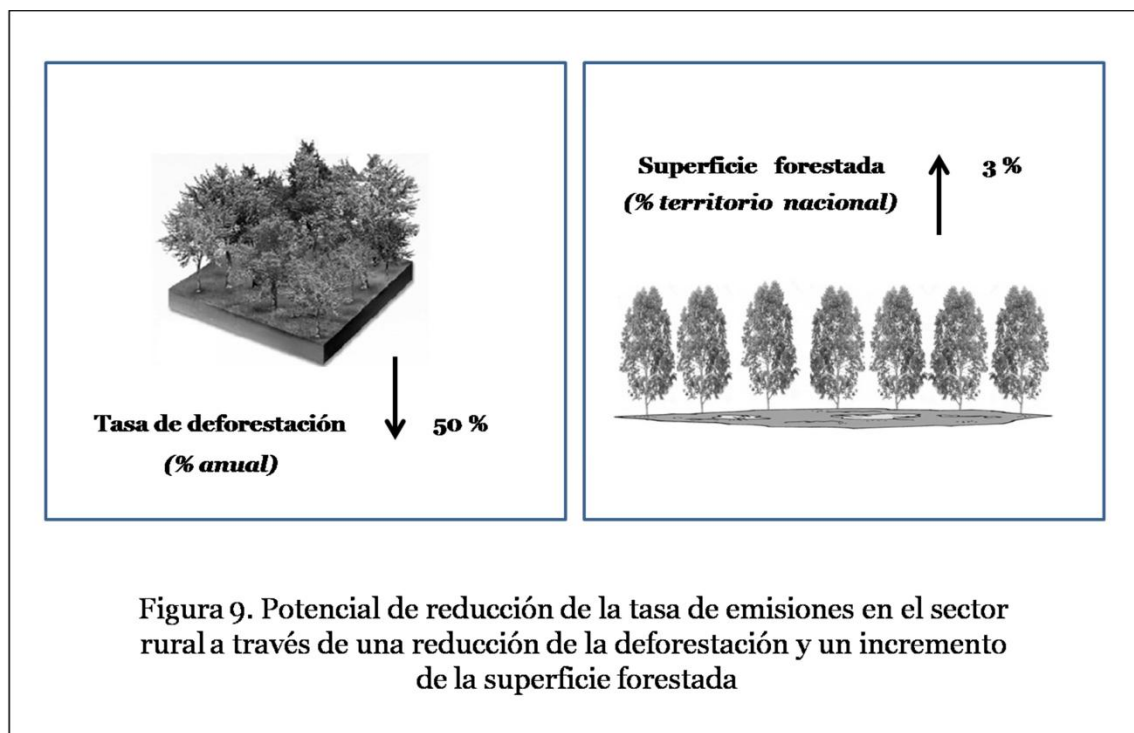 Tasa de deforestación 50 %
(% anual)
Superficie forestada 3 %
(% territorio nacional)
Figura 9. Potencial de reducción de la tasa de emisiones en el sector
rural a través de una reducción de la deforestación y un incremento
de la superficie forestada